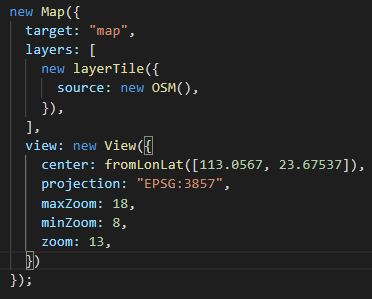 new Map({
  target: "map",
  layers: [
    new layerTile({
      source: new OSM(),
    }),
  ],
  view: new View({
    center: fromLonLat([113.0567, 23.67537]),
    projection: "EPSG:3857",
    maxZoom: 18,
    minZoom: 8,
    zoom: 13,
  })
});